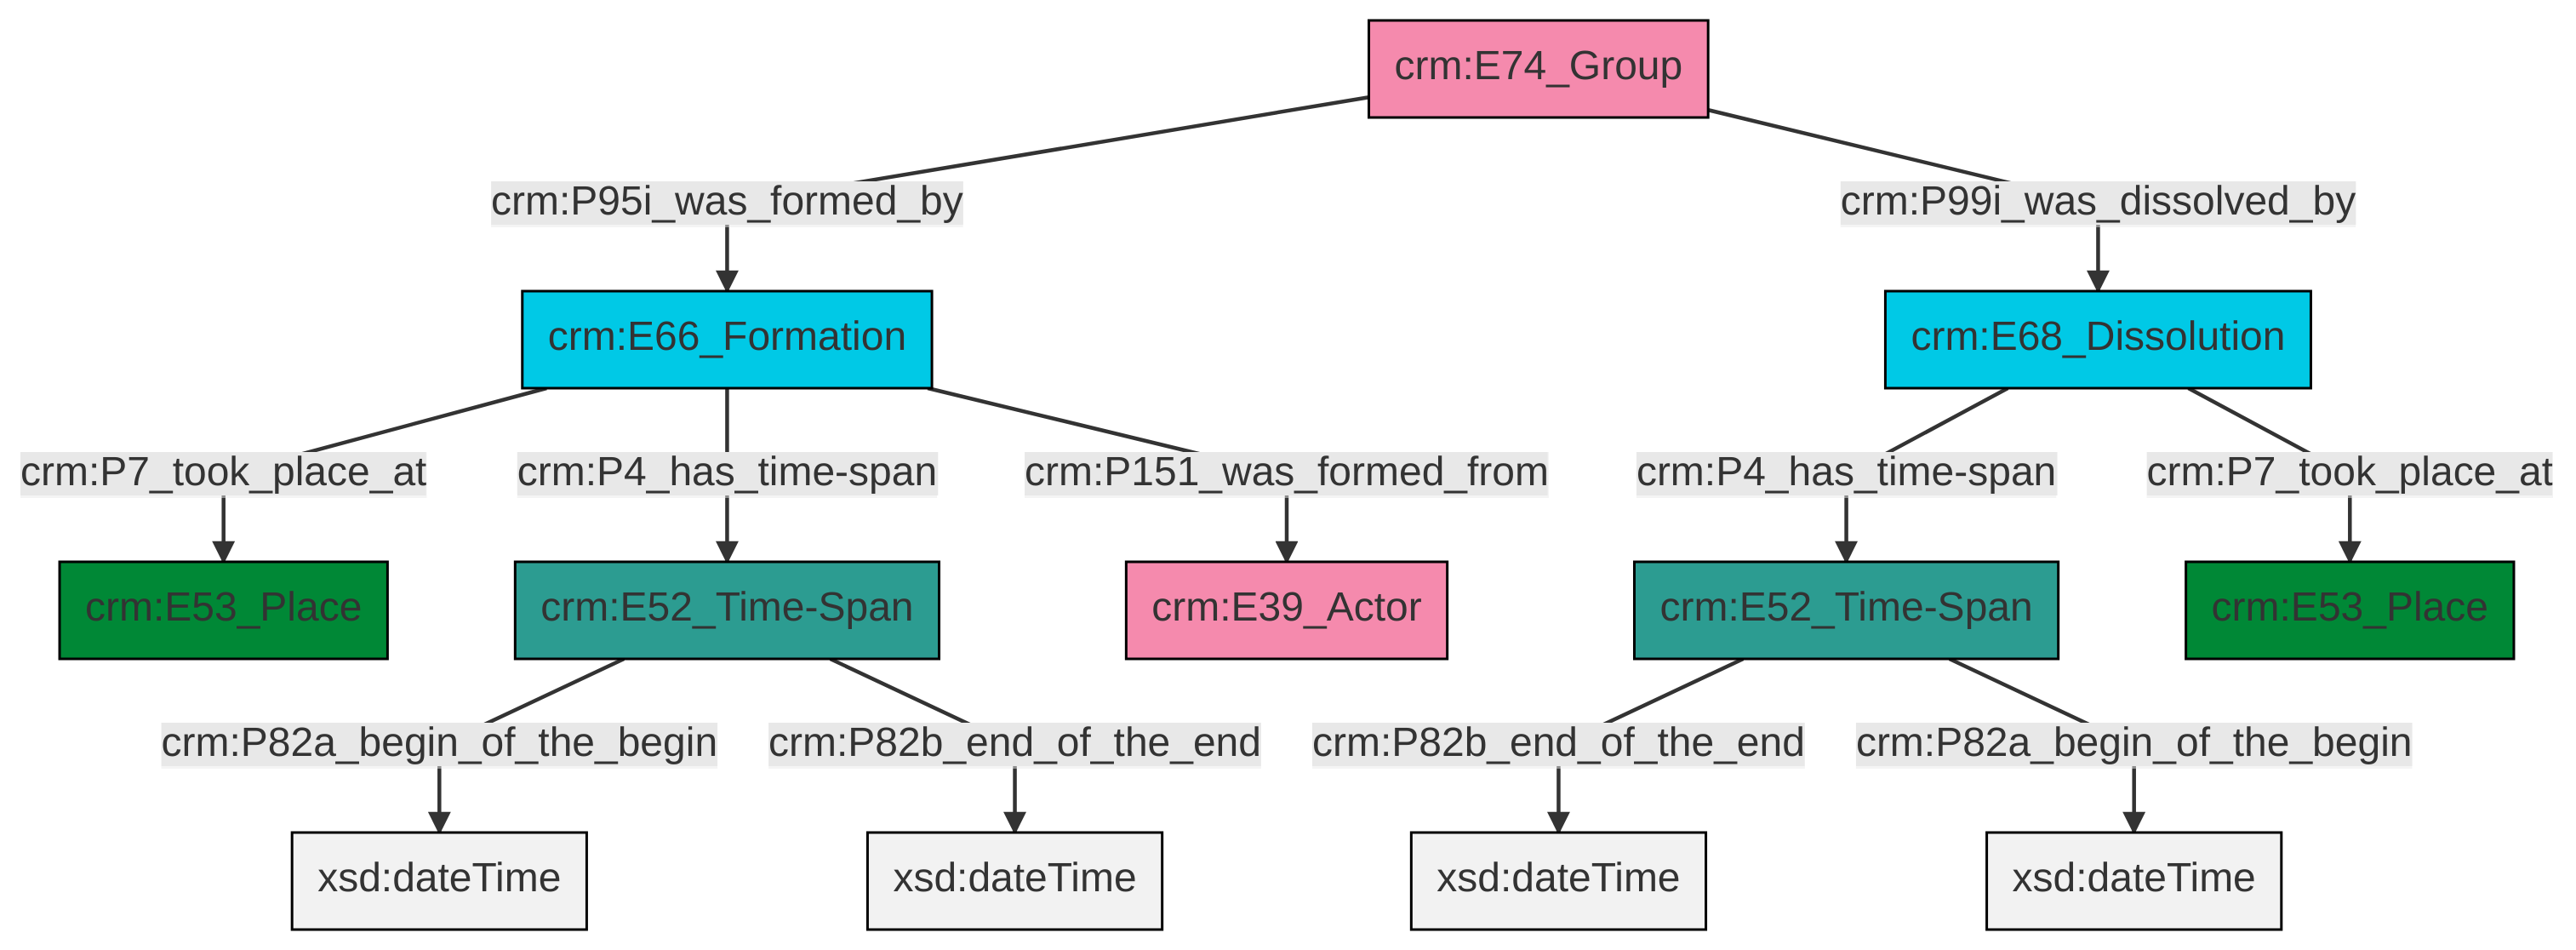 crm:E74_Group
crm:P95i_was_formed_by
crm:P99i_was_dissolved_by
crm:E66_Formation
crm:E68_Dissolution
crm:P7_took_place_at
crm:P4_has_time-span
crm:P151_was_formed_from
crm:P4_has_time-span
crm:P7_took_place_at
crm:E53_Place
crm:E52_Time-Span
crm:E39_Actor
crm:E52_Time-Span
crm:E53_Place
crm:P82a_begin_of_the_begin
crm:P82b_end_of_the_end
crm:P82b_end_of_the_end
crm:P82a_begin_of_the_begin
xsd:dateTime
xsd:dateTime
xsd:dateTime
xsd:dateTime